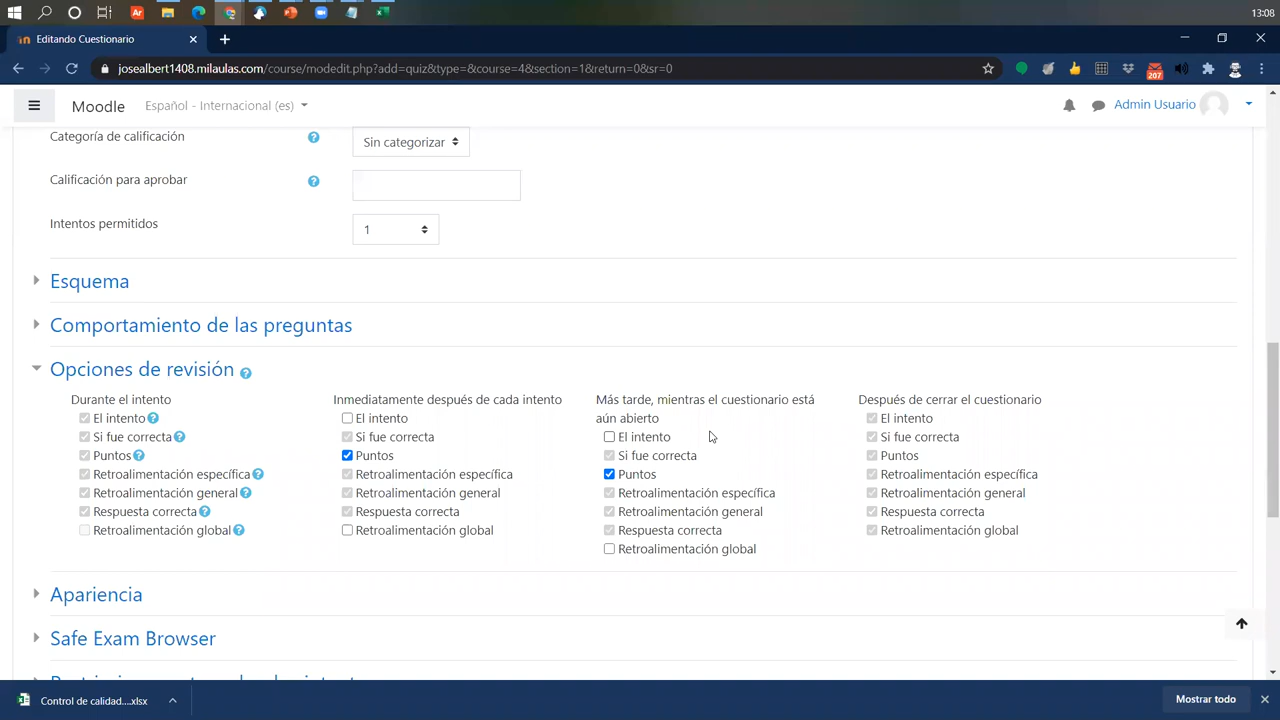 13:08
Editando Cuestionario
josealbert1408.milaulas.com/course/modedit.php?add=quiz&type=&course=4&section=1&return=0&sr=0
207
Moodle
Español - Internacional (es)
Admin Usuario
Categoría de calificación
Sin categorizar
Calificación para aprobar
Intentos permitidos
1
Esquema
Comportamiento de las preguntas
Opciones de revisión
Durante el intento
El intento
Si fue correcta
Puntos
Retroalimentación específica
Retroalimentación general
Respuesta correcta
Retroalimentación global
Inmediatamente después de cada intento
El intento
Si fue correcta
Puntos
Retroalimentación específica
Retroalimentación general
Respuesta correcta
Retroalimentación global
Más tarde, mientras el cuestionario está
aún abierto
El intento
Si fue correcta
Puntos
Retroalimentación específica
Retroalimentación general
Respuesta correcta
Retroalimentación global
Después de cerrar el cuestionario
El intento
Si fue correcta
Puntos
Retroalimentación específica
Retroalimentación general
Respuesta correcta
Retroalimentación global
Apariencia
Safe Exam Browser
Control de calidad....xlsx
Mostrar todo